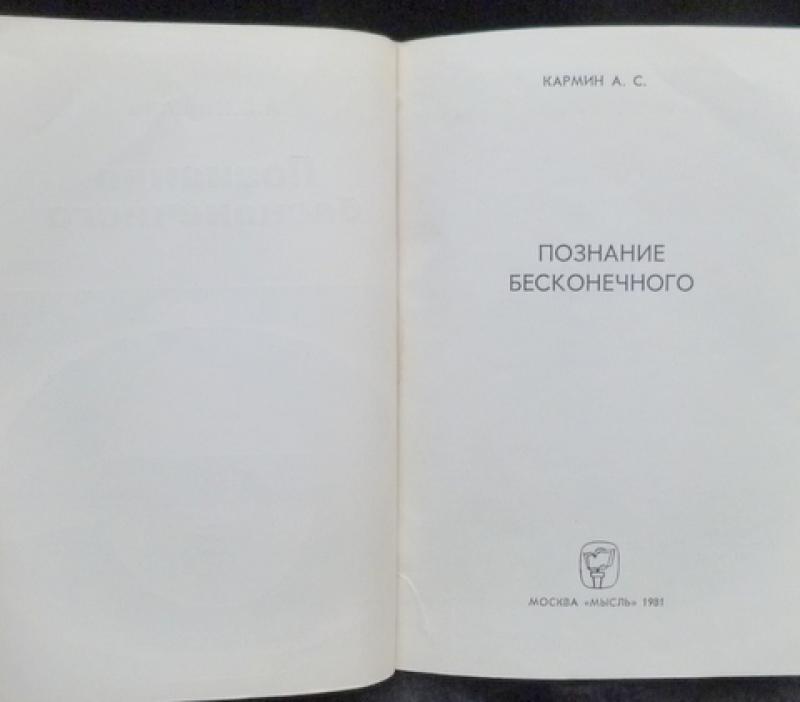 КАРМИН А. С.
ПОЗНАНИЕ
БЕСКОНЕЧНОГО
МОСКВА «МЫСЛЬ» 1981